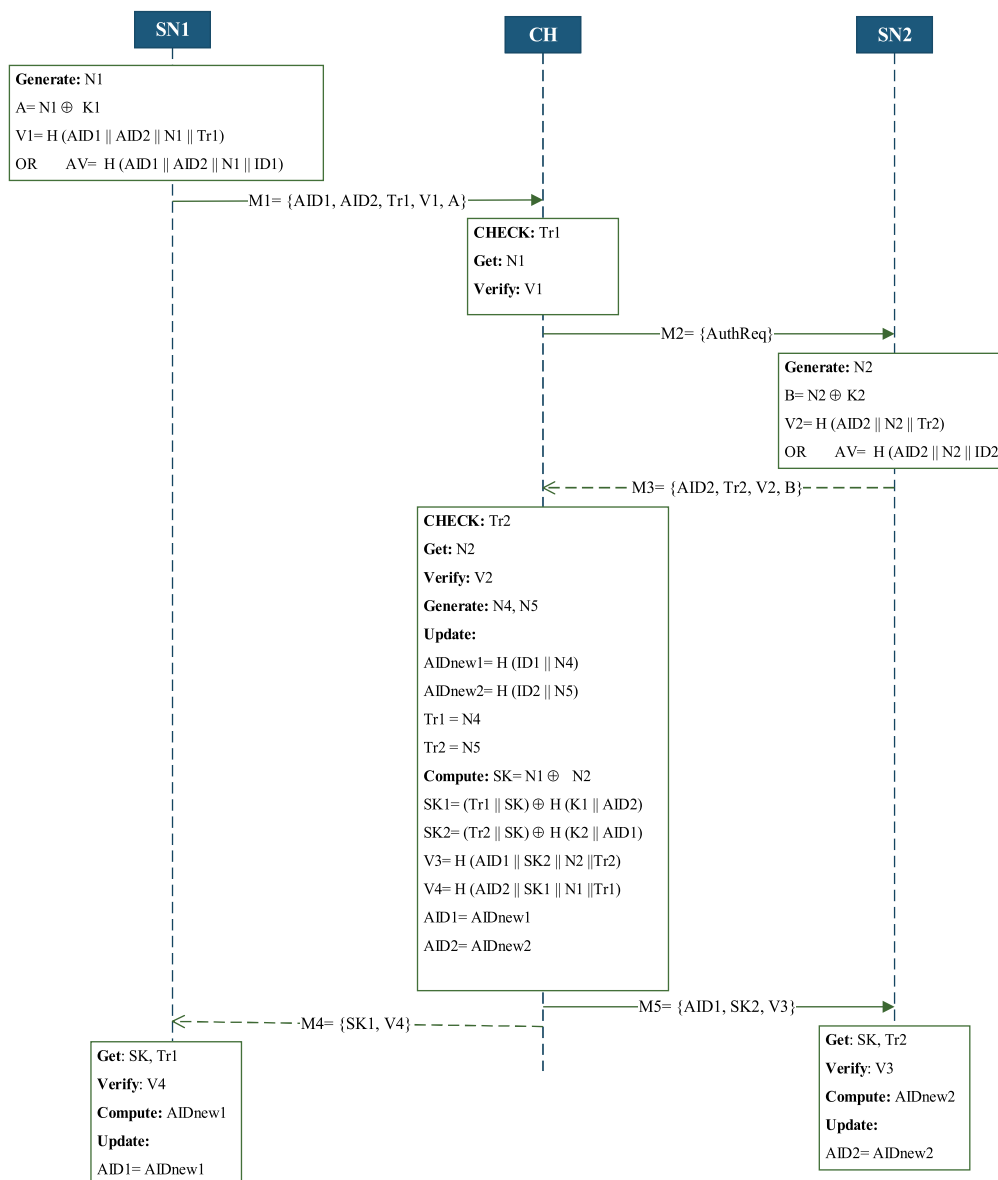 SN1
CH
SN2
Generate: N1
A= N1 ⊕ K1
V1= H (AID1 || AID2 || N1 || Tr1)
OR AV= H (AID1 || AID2 || N1 || ID1)
M1= {AID1, AID2, Tr1, V1, A}
CHECK: Tr1
Get: N1
Verify: V1
M2= {AuthReq}
Generate: N2
B= N2 ⊕ K2
V2= H (AID2 || N2 || Tr2)
OR AV= H (AID2 || N2 || ID2
M3= {AID2, Tr2, V2, B}
CHECK: Tr2
Get: N2
Verify: V2
Generate: N4, N5
Update:
AIDnew1= H (ID1 || N4)
AIDnew2= H (ID2 || N5)
Tr1 = N4
Tr2 = N5
Compute: SK= N1 ⊕ N2
SK1= (Tr1 || SK) ⊕ H (K1 || AID2)
SK2= (Tr2 || SK) ⊕ H (K2 || AID1)
V3= H (AID1 || SK2 || N2 ||Tr2)
V4= H (AID2 || SK1 || N1 ||Tr1)
AID1= AIDnew1
AID2= AIDnew2
M5= {AID1, SK2, V3}
M4= {SK1, V4}
Get: SK, Tr1
Verify: V4
Compute: AIDnew1
Update:
AID1= AIDnew1
Get: SK, Tr2
Verify: V3
Compute: AIDnew2
Update:
AID2= AIDnew2